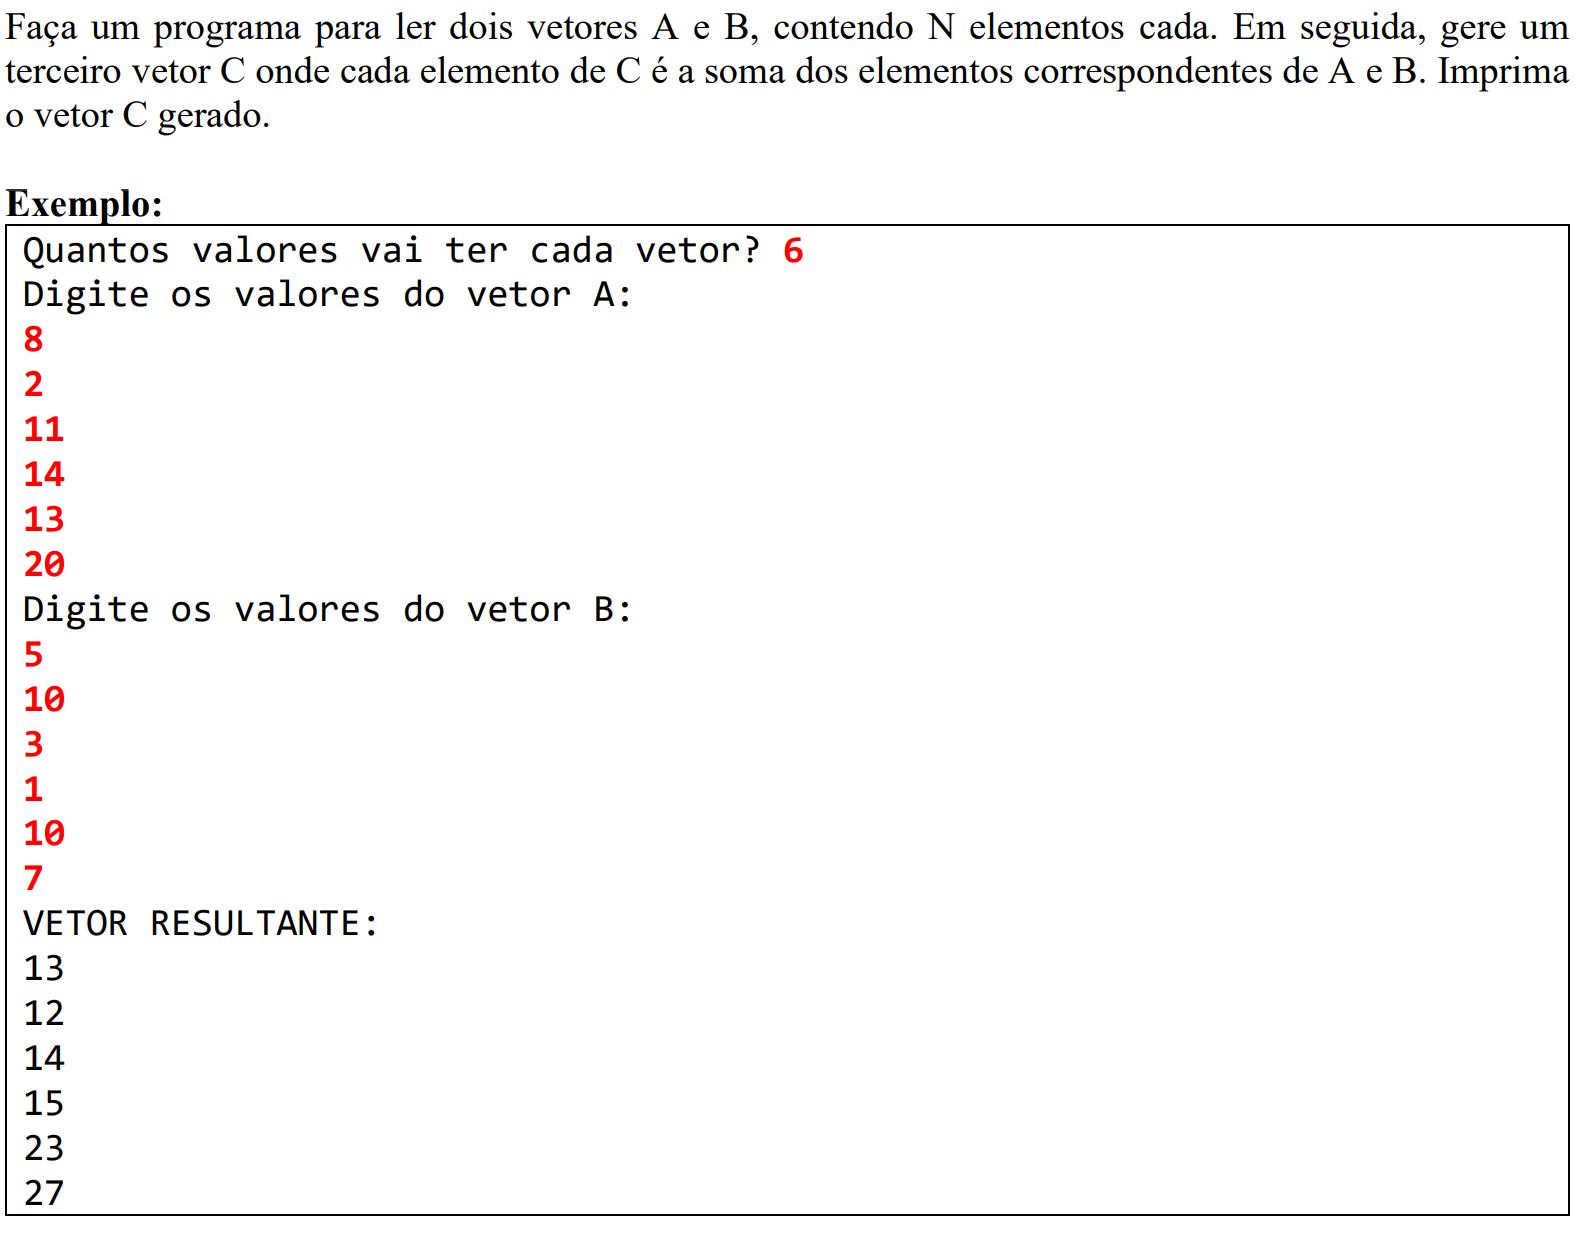 Faça um programa para ler dois vetores A e B, contendo N elementos cada. Em seguida, gere um
terceiro vetor C onde cada elemento de C é a soma dos elementos correspondentes de A e B. Imprima
o vetor C gerado.
Exemplo:
Quantos valores vai ter cada vetor? 6
Digite os valores do vetor A:
8
2
11
14
13
20
Digite os valores do vetor B:
5
10
3
1
10
7
VETOR RESULTANTE:
13
12
14
15
23
27